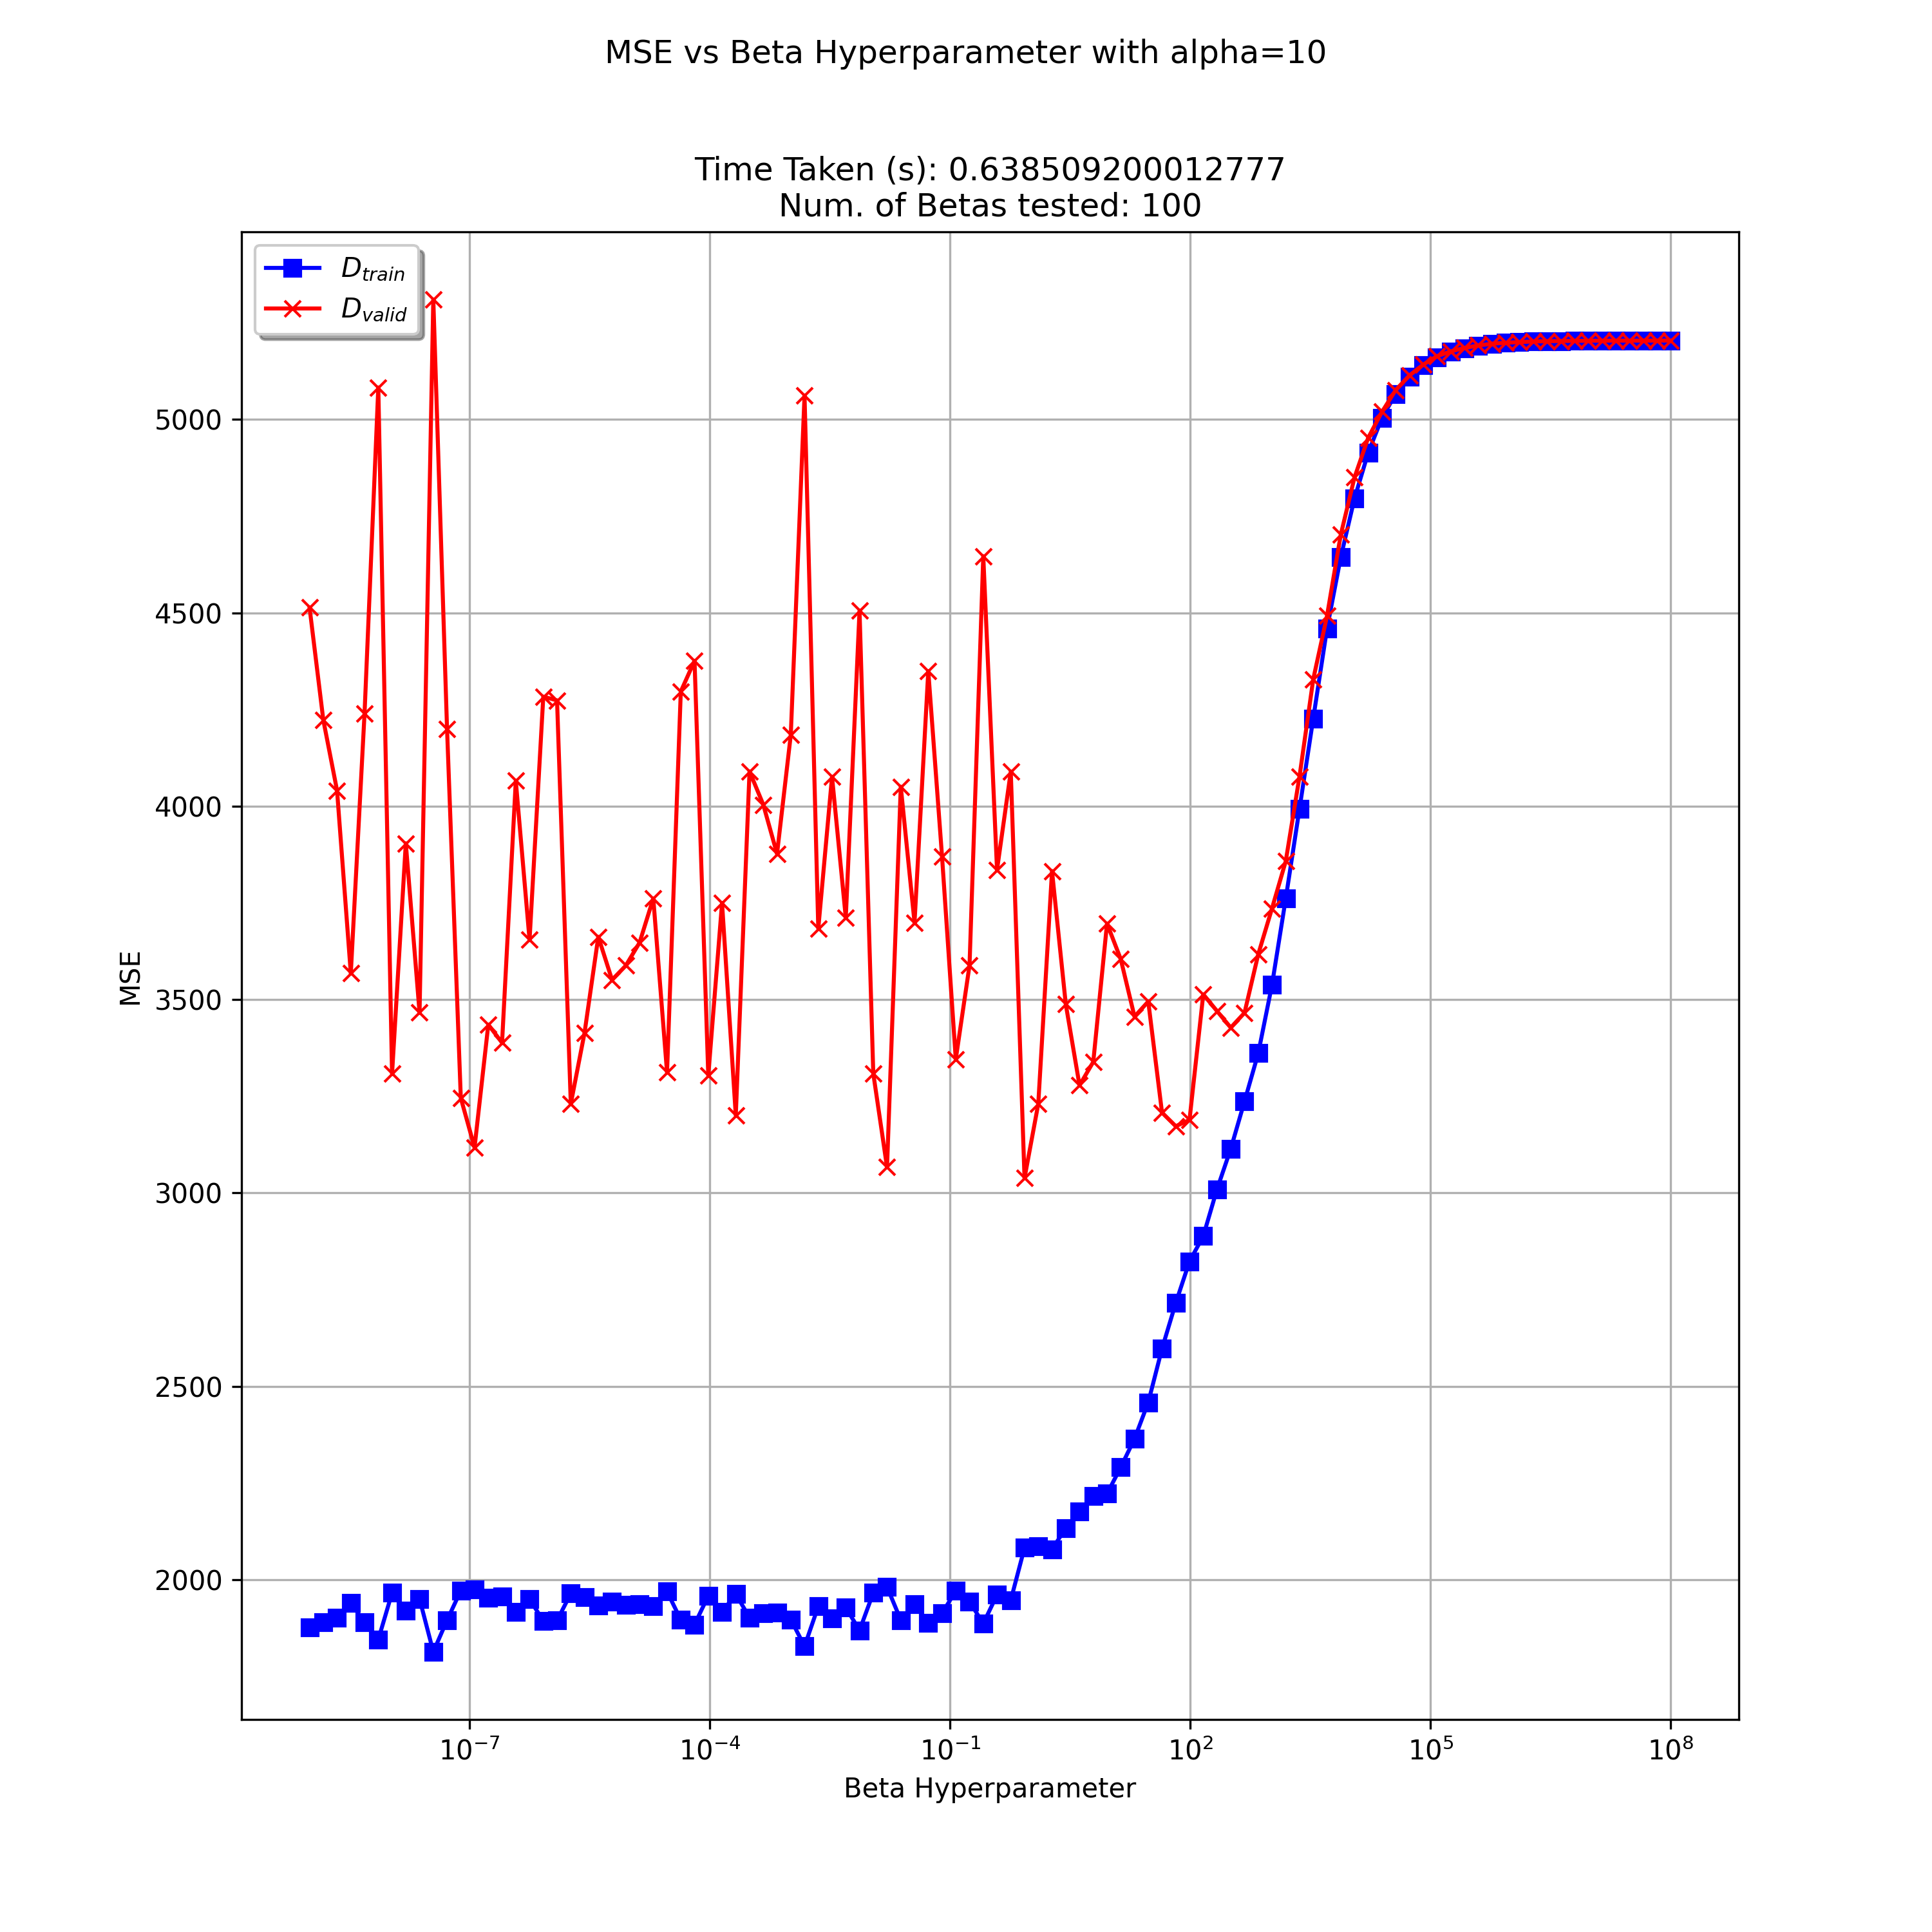 MSE vs Beta Hyperparameter with alpha=10
Time Taken (s): 0.638509200012777
Num. of Betas tested: 100
D_train
D_valid
5000
4500
4000
3500
3000
2500
2000
MSE
10^-7
10^-4
10^-1
10^2
10^5
10^8
Beta Hyperparameter